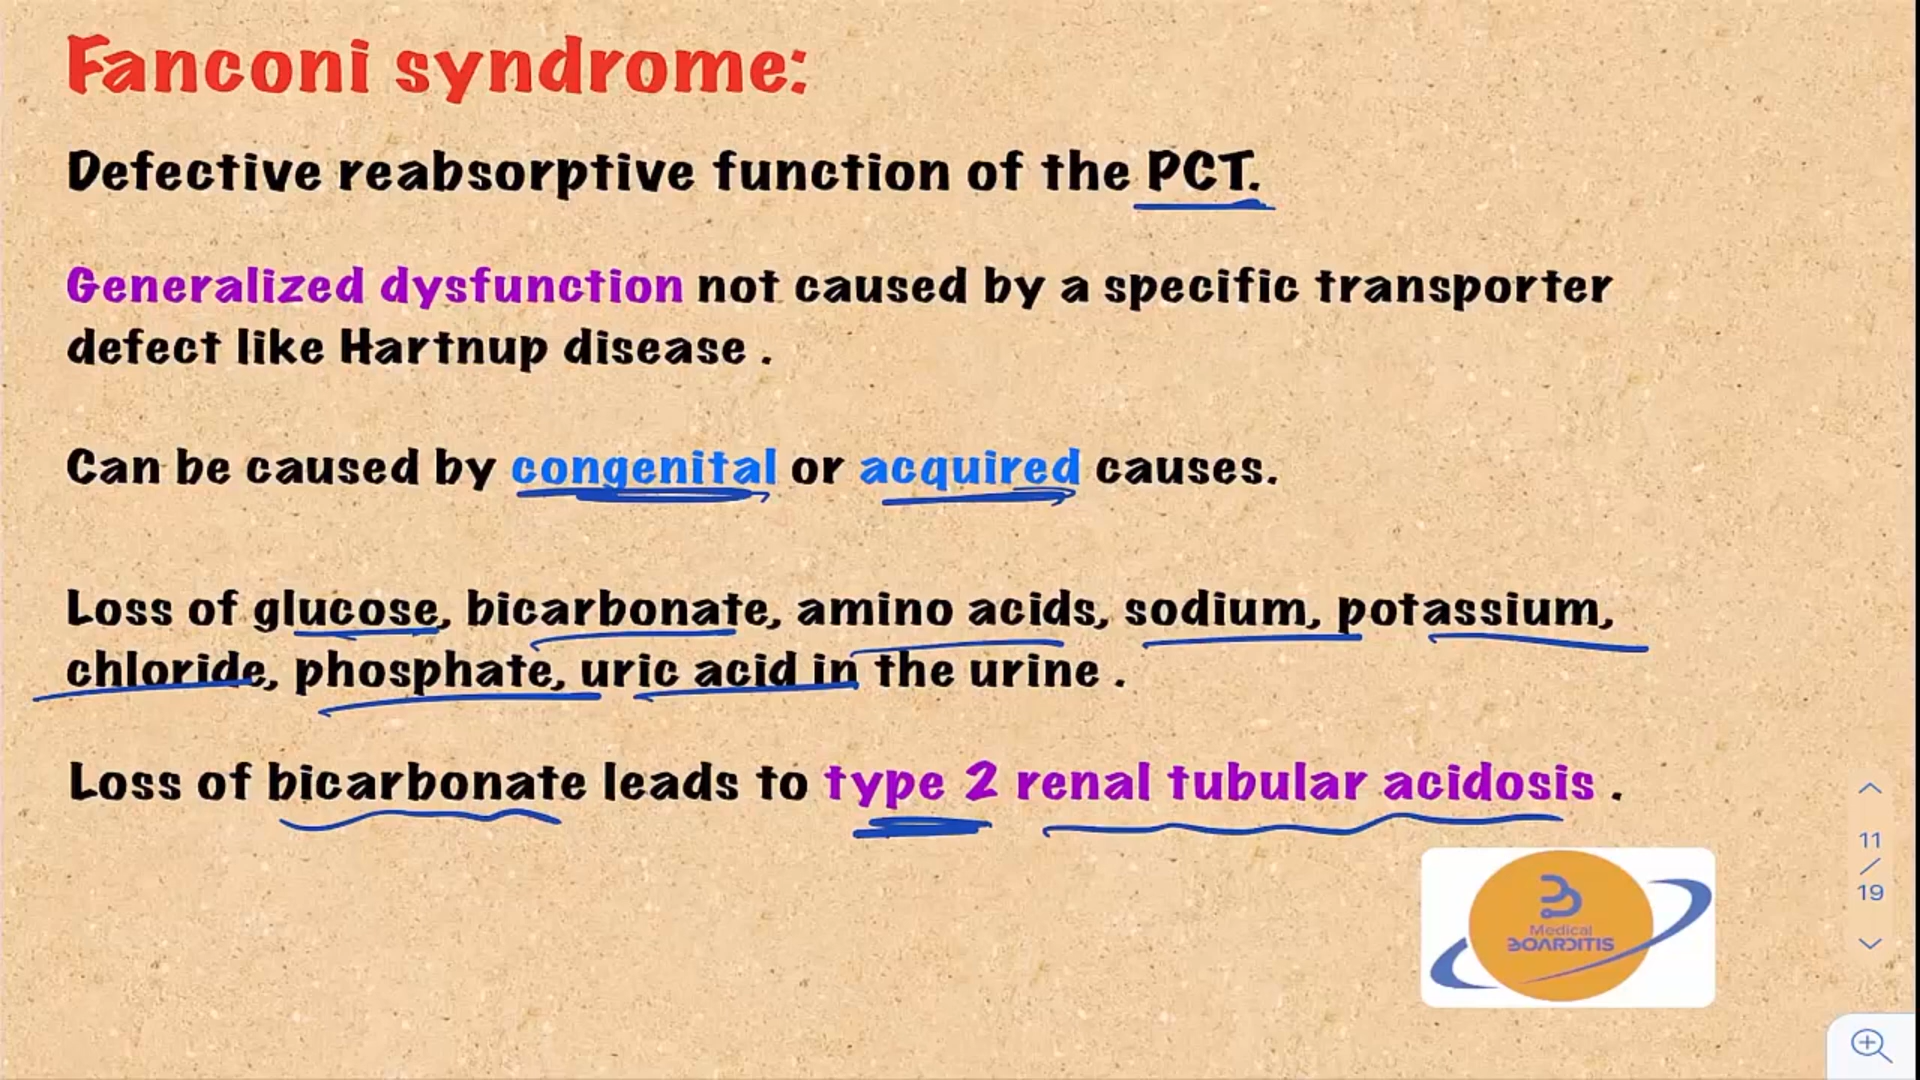 Fanconi syndrome:
Defective reabsorptive function of the PCT.
Generalized dysfunction not caused by a specific transporter
defect like Hartnup disease .
Can be caused by congenital or acquired causes.
Loss of glucose, bicarbonate, amino acids, sodium, potassium,
chloride, phosphate, uric acid in the urine .
Loss of bicarbonate leads to type 2 renal tubular acidosis .
11
/
19
Medical
BOARDITIS